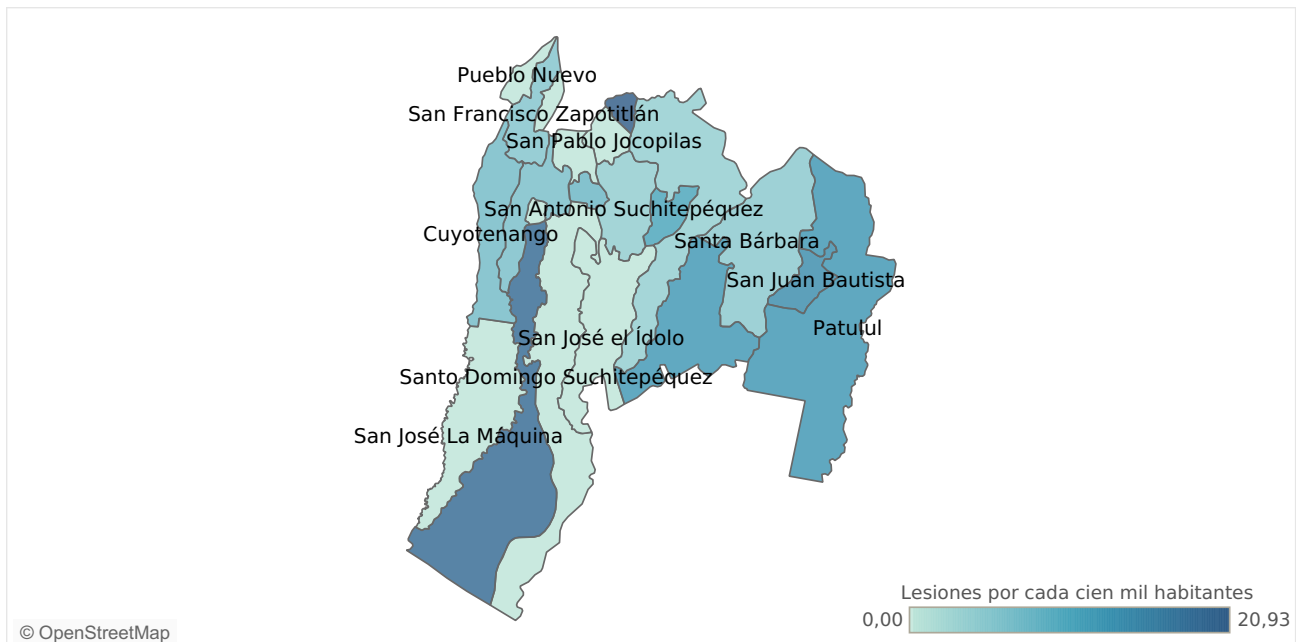 Pueblo Nuevo
San Francisco Zapotitlán
San Pablo Jocopilas
San Antonio Suchitepéquez
Cuyotenango
Santa Bárbara
San Juan Bautista
Patulul
San José el Ídolo
Santo Domingo Suchitepéquez
San José La Máquina
Lesiones por cada cien mil habitantes
0,00
20,93
© OpenStreetMap